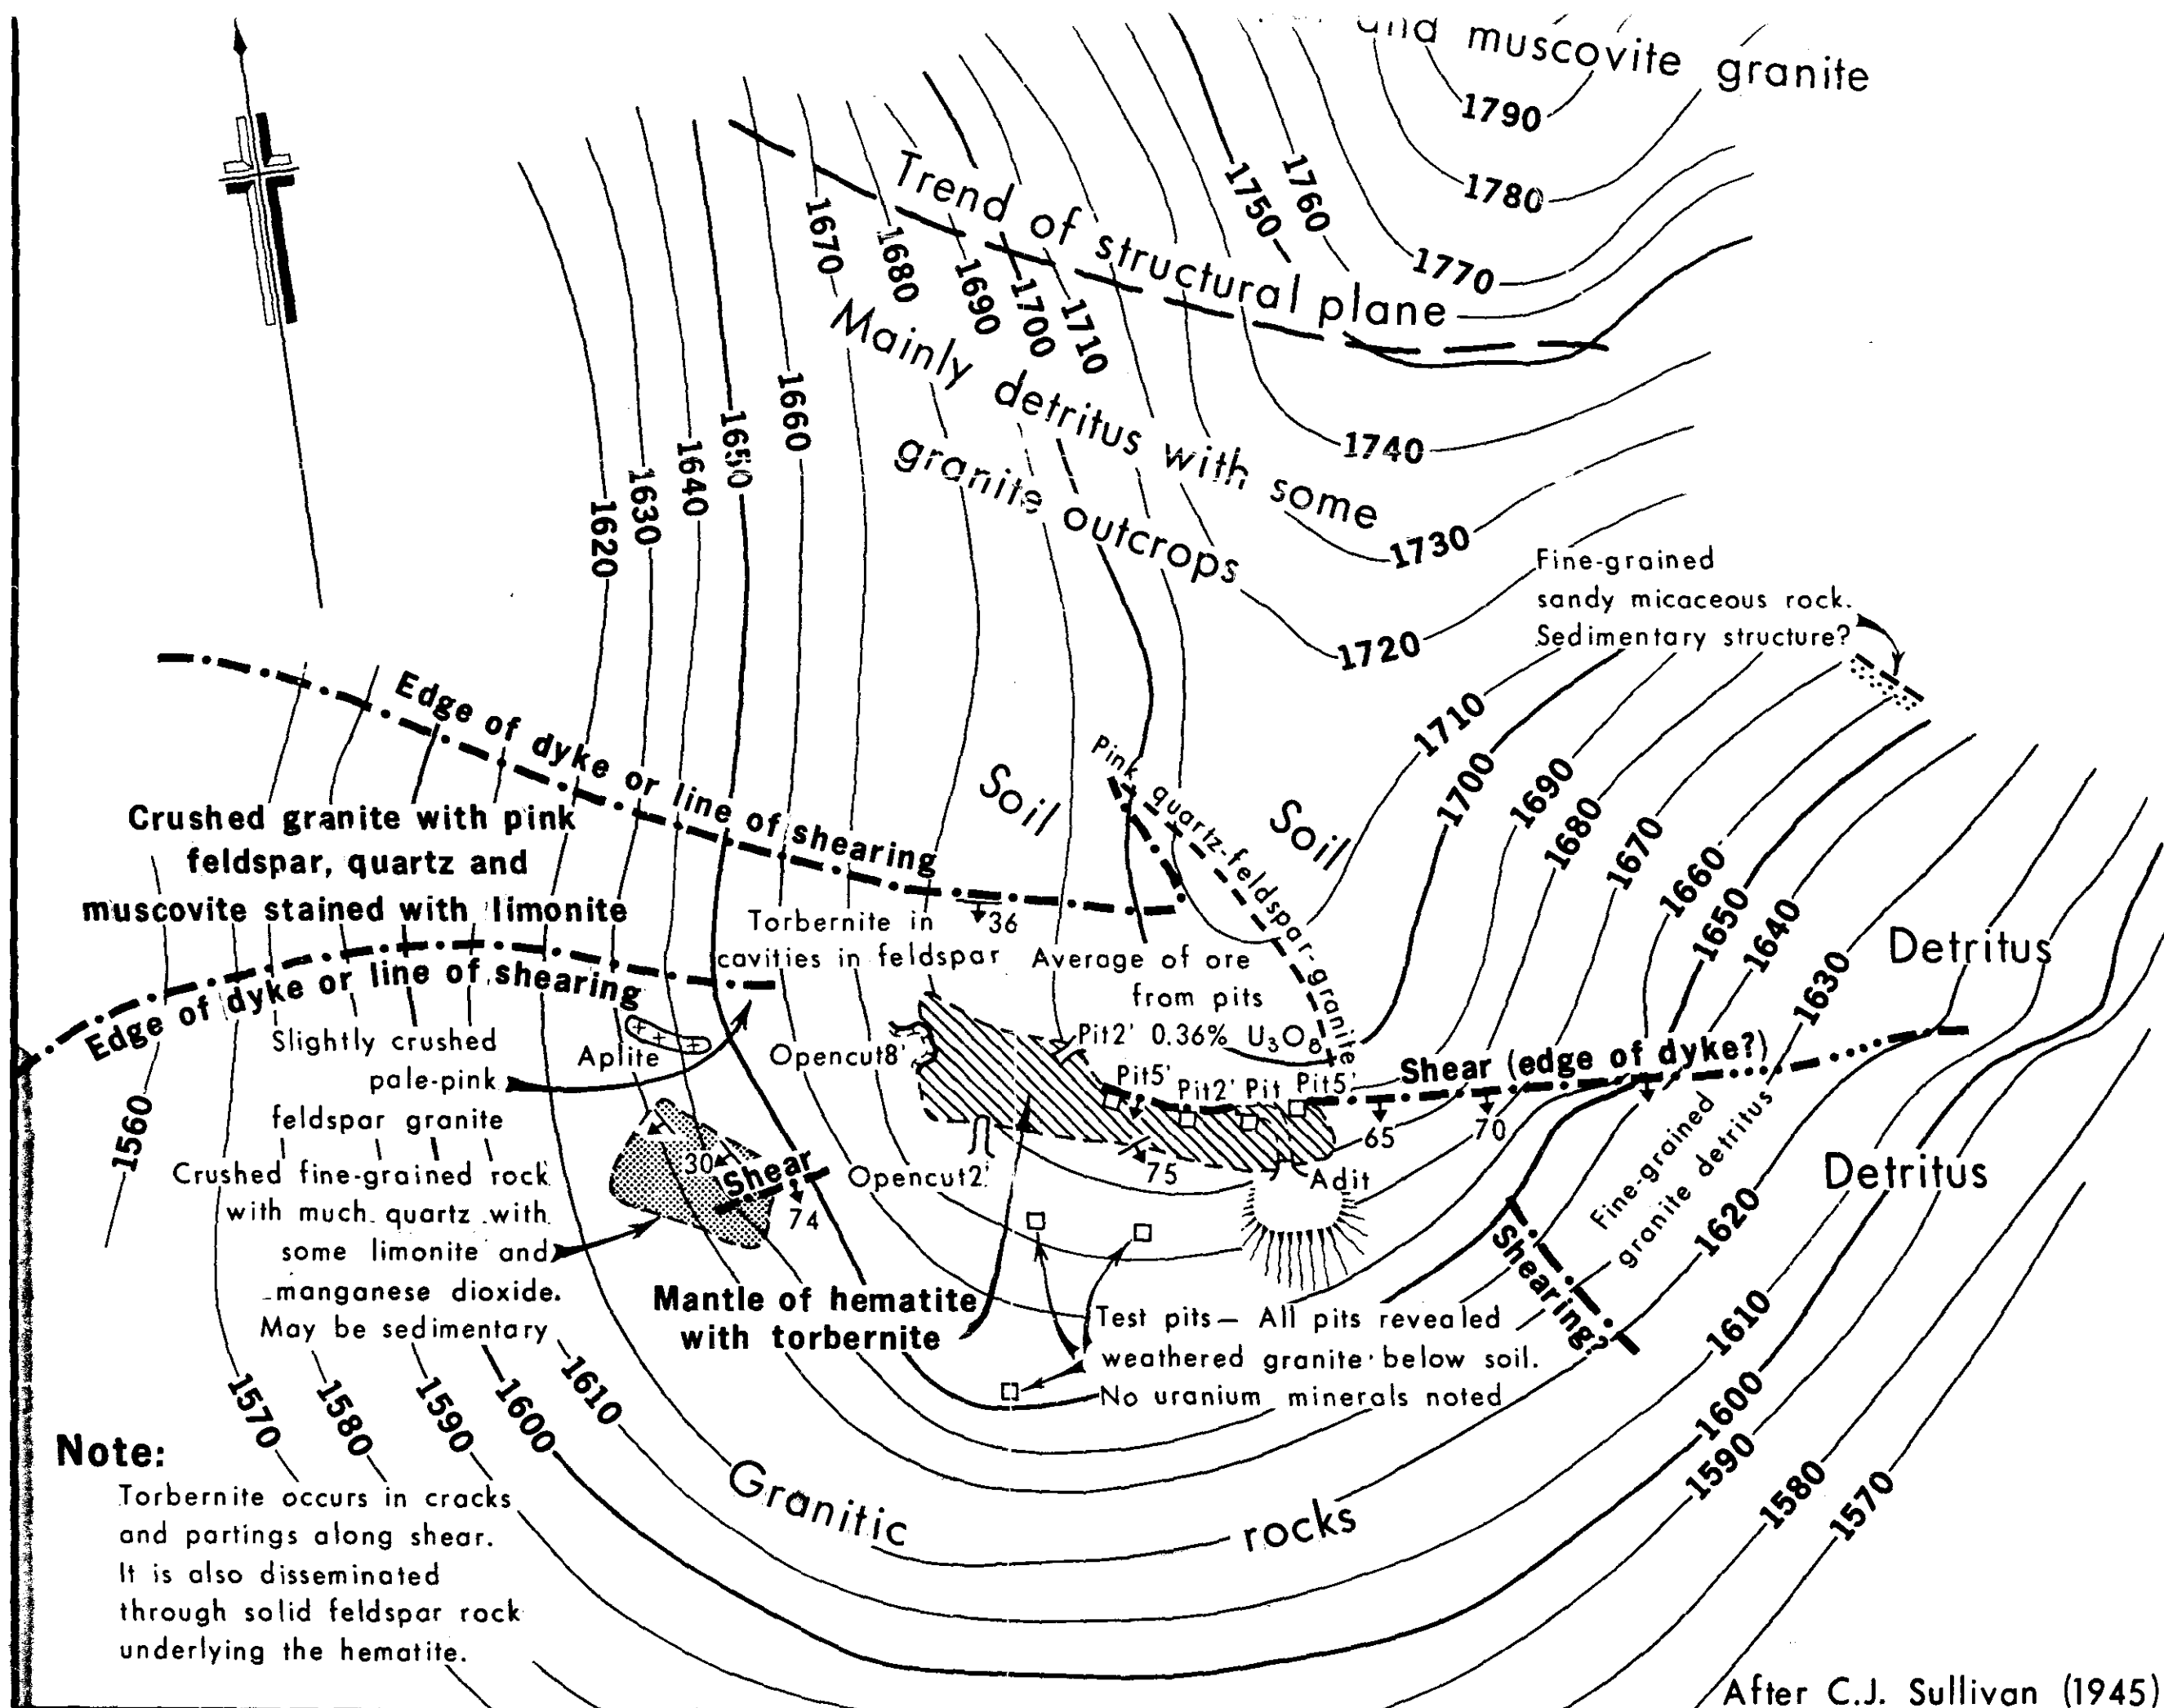 and muscovite granite
1790
1780
1770
1760
1750
Trend of structural plane
1670
1680
1690
1700
1710
Mainly detritus with some
granite outcrops
1740
1730
1720
1660
1650
1640
1630
1620
Fine-grained
sandy micaceous rock.
Sedimentary structure?
1710
1700
1690
1680
1670
1660
1650
1640
1630
Edge of dyke or line of shearing
36
Soil
Soil
Pink quartz-feldspar-granite
Crushed granite with pink
feldspar, quartz and
muscovite stained with limonite
Edge of dyke or line of shearing
Torbernite in
cavities in feldspar
Average of ore
from pits
0.36% U3O8
Pit2'
Pit5'
Pit2'
Pit
Pit5'
Opencut8'
Opencut2'
Aplite
Slightly crushed
pale-pink
feldspar granite
Shear (edge of dyke?)
65
70
75
Adit
Detritus
Detritus
Fine-grained
granite detritus
1560
Crushed fine-grained rock
with much quartz with
some limonite and
manganese dioxide.
May be sedimentary
30
Shear
74
Mantle of hematite
with torbernite
Test pits— All pits revealed
weathered granite below soil.
No uranium minerals noted
Shearing?
1620
1610
1600
1590
1580
1570
1570
1580
1590
1600
1610
Granitic rocks
Note:
Torbernite occurs in cracks
and partings along shear.
It is also disseminated
through solid feldspar rock
underlying the hematite.
After C.J. Sullivan (1945)